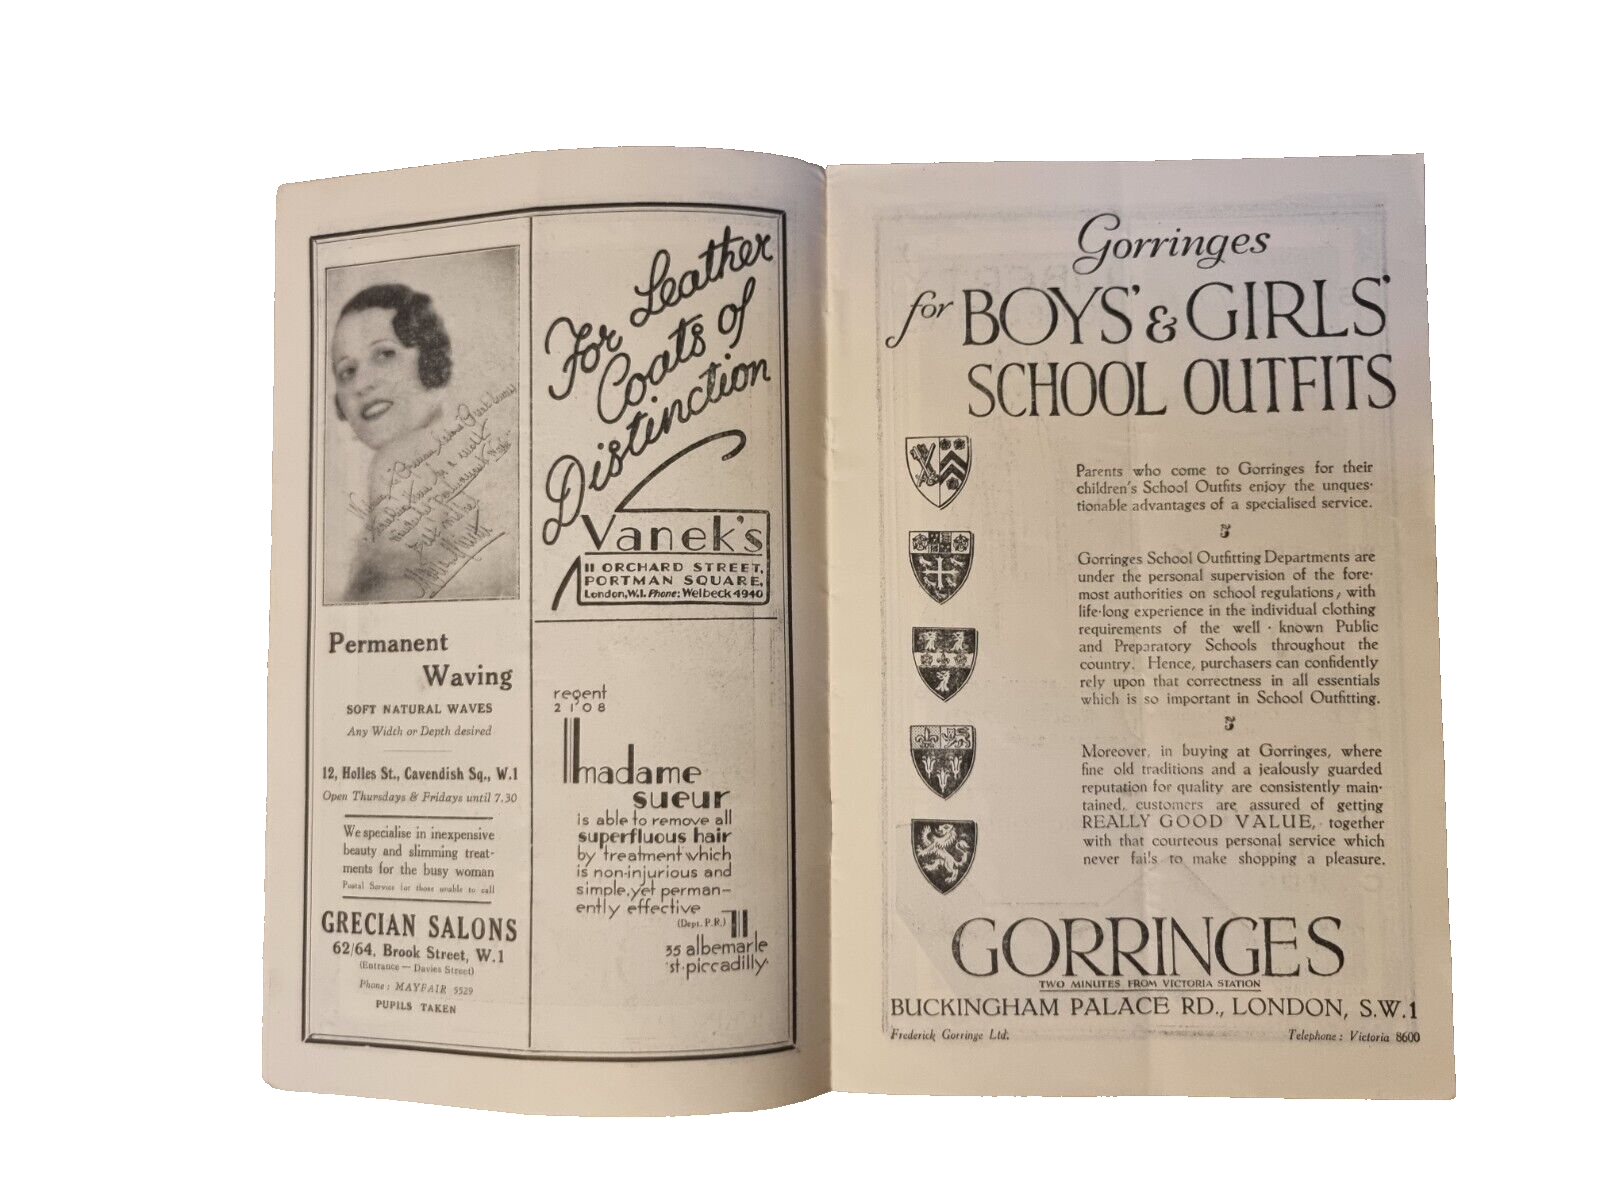 For Leather
Coats of
Distinction
Vanek's
11 ORCHARD STREET,
PORTMAN SQUARE,
London, W.1. Phone: Welbeck 4940
Permanent
Waving
SOFT NATURAL WAVES
Any Width or Depth desired
12, Holles St., Cavendish Sq., W.1
Open Thursdays & Fridays until 7.30
We specialise in inexpensive
beauty and slimming treat-
ments for the busy woman
Postal Service for those unable to call
GRECIAN SALONS
62/64, Brook Street, W.1
(Entrance — Davies Street)
Phone: MAYFAIR 5529
PUPILS TAKEN
regent
2108
madame
sueur
is able to remove all
superfluous hair
by treatment which
is non-injurious and
simple, yet perman-
ently effective
(Dept. P.R.)
35 albemarle
st. piccadilly.
Gorringes
for BOYS' & GIRLS'
SCHOOL OUTFITS
Parents who come to Gorringes for their
children's School Outfits enjoy the unques-
tionable advantages of a specialised service.
Gorringes School Outfitting Departments are
under the personal supervision of the fore-
most authorities on school regulations, with
life-long experience in the individual clothing
requirements of the well-known Public
and Preparatory Schools throughout the
country. Hence, purchasers can confidently
rely upon that correctness in all essentials
which is so important in School Outfitting.
Moreover, in buying at Gorringes, where
fine old traditions and a jealously guarded
reputation for quality are consistently main-
tained, customers are assured of getting
REALLY GOOD VALUE, together
with that courteous personal service which
never fails to make shopping a pleasure.
GORRINGES
TWO MINUTES FROM VICTORIA STATION
BUCKINGHAM PALACE RD., LONDON, S.W.1
Frederick Gorringe Ltd.
Telephone: Victoria 8600